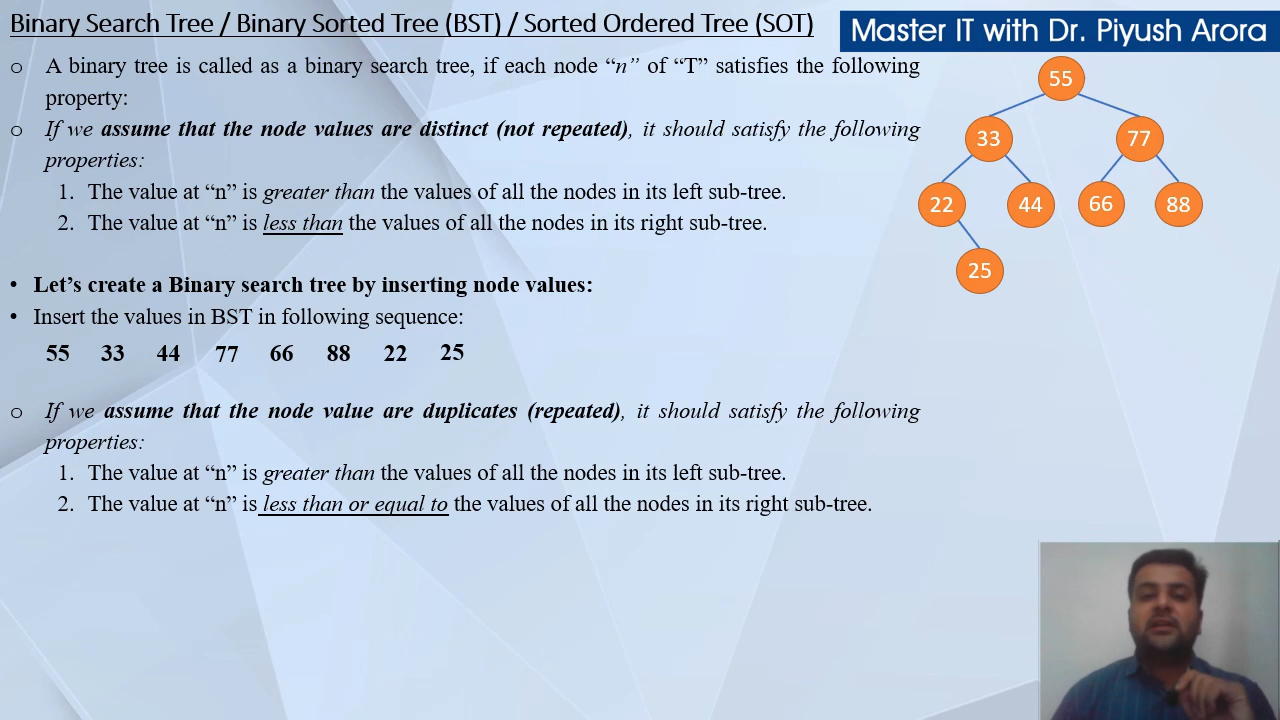 Binary Search Tree / Binary Sorted Tree (BST) / Sorted Ordered Tree (SOT)
Master IT with Dr. Piyush Arora
o A binary tree is called as a binary search tree, if each node “n” of “T” satisfies the following
property:
o If we assume that the node values are distinct (not repeated), it should satisfy the following
properties:
1. The value at “n” is greater than the values of all the nodes in its left sub-tree.
2. The value at “n” is less than the values of all the nodes in its right sub-tree.
• Let’s create a Binary search tree by inserting node values:
• Insert the values in BST in following sequence:
55 33 44 77 66 88 22 25
o If we assume that the node value are duplicates (repeated), it should satisfy the following
properties:
1. The value at “n” is greater than the values of all the nodes in its left sub-tree.
2. The value at “n” is less than or equal to the values of all the nodes in its right sub-tree.
55
33 77
22 44 66 88
25